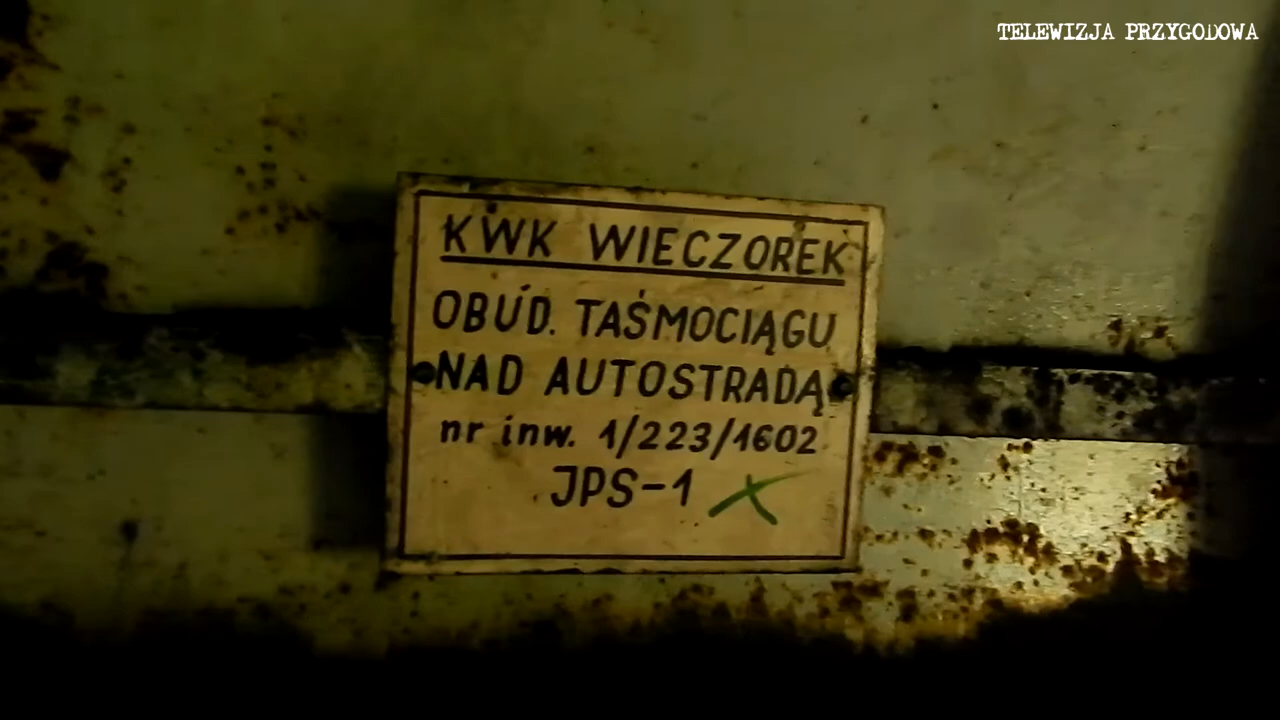 TELEWIZJA PRZYGODOWA
KWK WIECZOREK
OBUD. TAŚMOCIĄGU
NAD AUTOSTRADĄ
nr inw. 1/223/1602
JPS-1 X